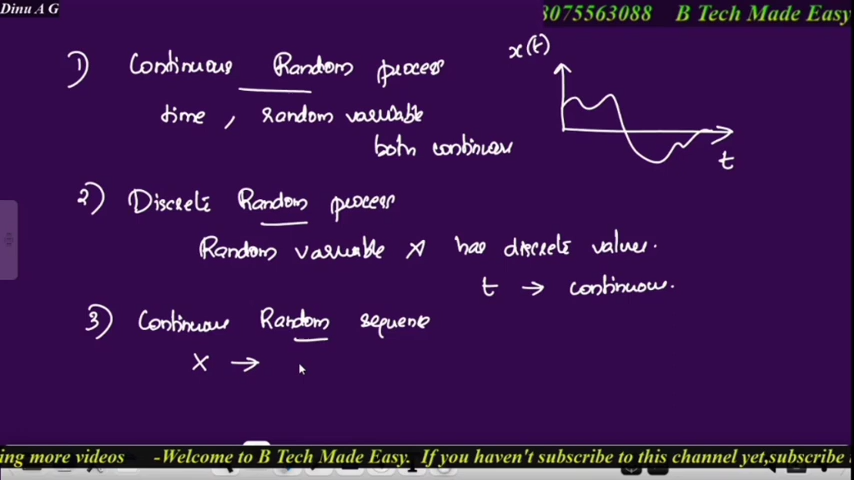 Dinu A G
8075563088 B Tech Made Easy
1) Continuous Random process
x(t)
time, random variable
both continuous
t
2) Discrete Random process
Random variable X has discrete values.
t → continuous.
3) Continuous Random sequence
X →
ing more videos -Welcome to B Tech Made Easy. If you haven't subscribe to this channel yet,subscribe